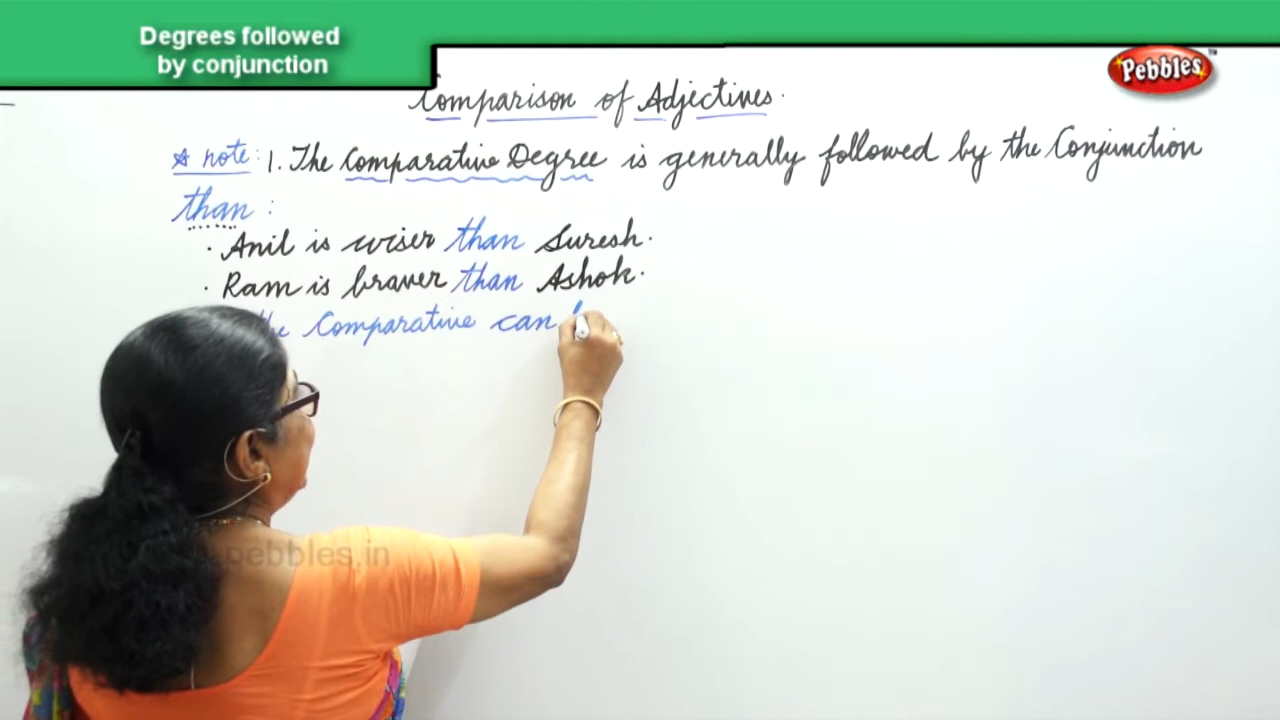 Degrees followed
by conjunction
Pebbles
TM
Comparison of Adjectives.
A note: 1. The Comparative Degree is generally followed by the Conjunction
than:
· Anil is wiser than Suresh.
· Ram is braver than Ashok.
Comparative can
pebbles.in